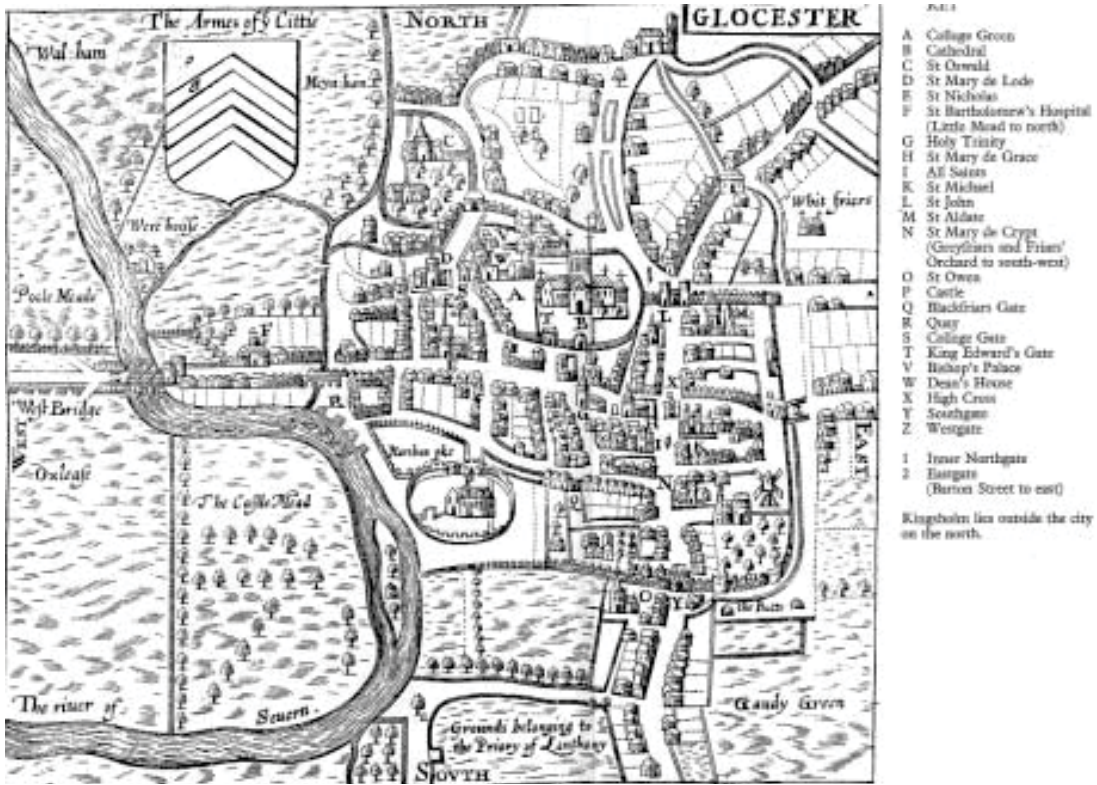 The Armes of yᵉ Cittie
NORTH
GLOCESTER
Wal ham
Meyn ham
C
Were house
Whit friers
D
Poole Meade
A
F
B
T
L
I
West Bridge
WEST
R
X
G
EAST
Oxlease
The Castle Mead
Q
N
O
Y
The river of
Severn.
Gaudy Green
Grounds belonging to
the Priory of Lanthony
SOVTH
KEY
A College Green
B Cathedral
C St Oswald
D St Mary de Lode
E St Nicholas
F St Bartholomew's Hospital
(Little Mead to north)
G Holy Trinity
H St Mary de Grace
I All Saints
K St Michael
L St John
M St Aldate
N St Mary de Crypt
(Greyfriars and Friars'
Orchard to south-west)
O St Owen
P Castle
Q Blackfriars Gate
R Quay
S College Gate
T King Edward's Gate
V Bishop's Palace
W Dean's House
X High Cross
Y Southgate
Z Westgate
1 Inner Northgate
2 Eastgate
(Barton Street to east)
Kingsholm lies outside the city
on the north.